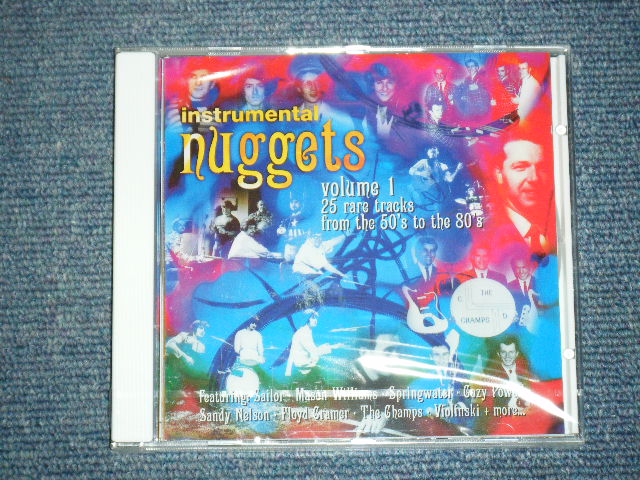 instrumental
nuggets
volume 1
25 rare tracks
from the 50's to the 80's
THE
C D
CHAMPS
Featuring: Sailor · Mason Williams · Springwater · Cozy Powell
Sandy Nelson · Floyd Cramer · The Champs · Violinski + more...